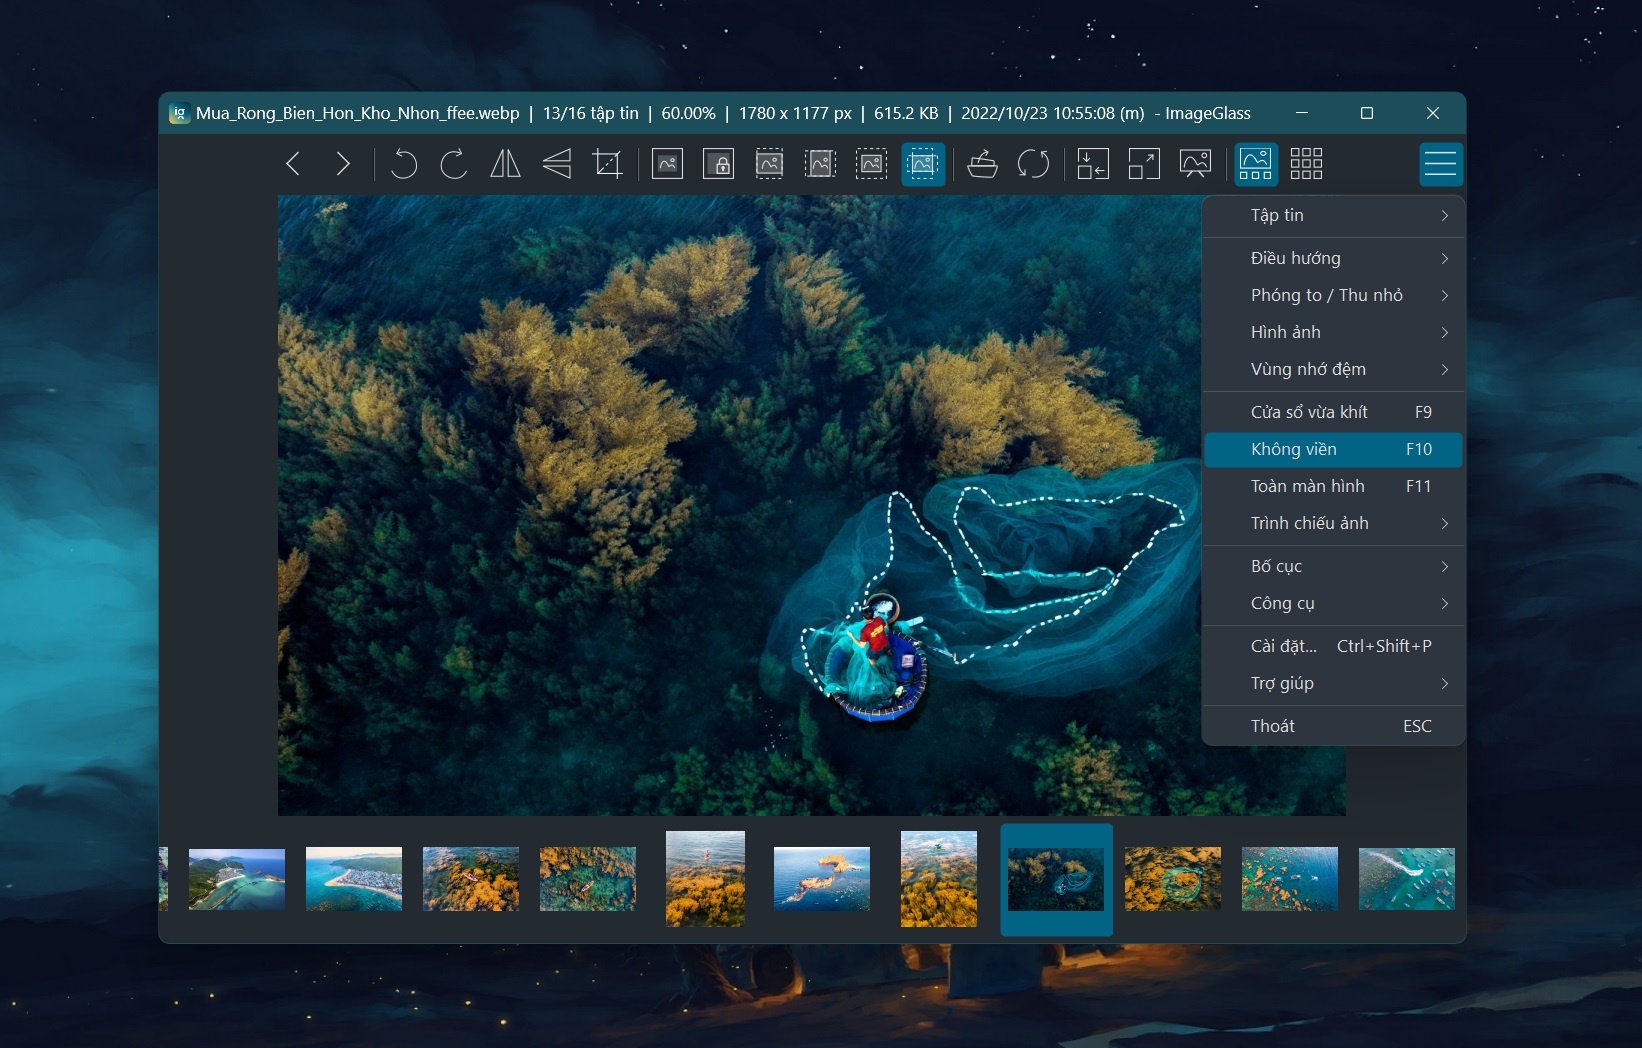 ig
Mua_Rong_Bien_Hon_Kho_Nhon_ffee.webp | 13/16 tập tin | 60.00% | 1780 x 1177 px | 615.2 KB | 2022/10/23 10:55:08 (m) - ImageGlass
Tập tin
Điều hướng
Phóng to / Thu nhỏ
Hình ảnh
Vùng nhớ đệm
Cửa sổ vừa khít F9
Không viền F10
Toàn màn hình F11
Trình chiếu ảnh
Bố cục
Công cụ
Cài đặt... Ctrl+Shift+P
Trợ giúp
Thoát ESC